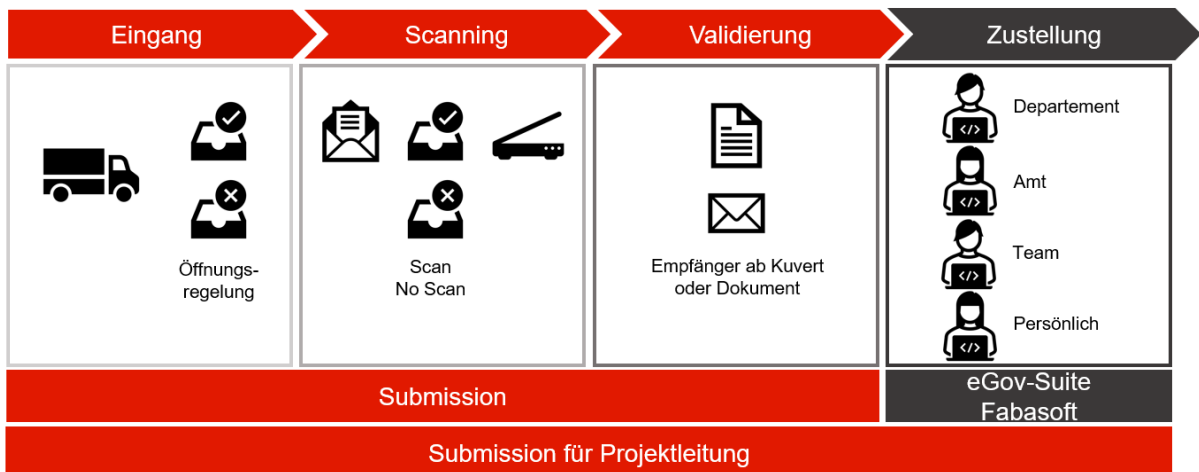 Eingang
Scanning
Validierung
Zustellung
Öffnungs-
regelung
Scan
No Scan
Empfänger ab Kuvert
oder Dokument
</>
Departement
</>
Amt
</>
Team
</>
Persönlich
Submission
eGov-Suite
Fabasoft
Submission für Projektleitung